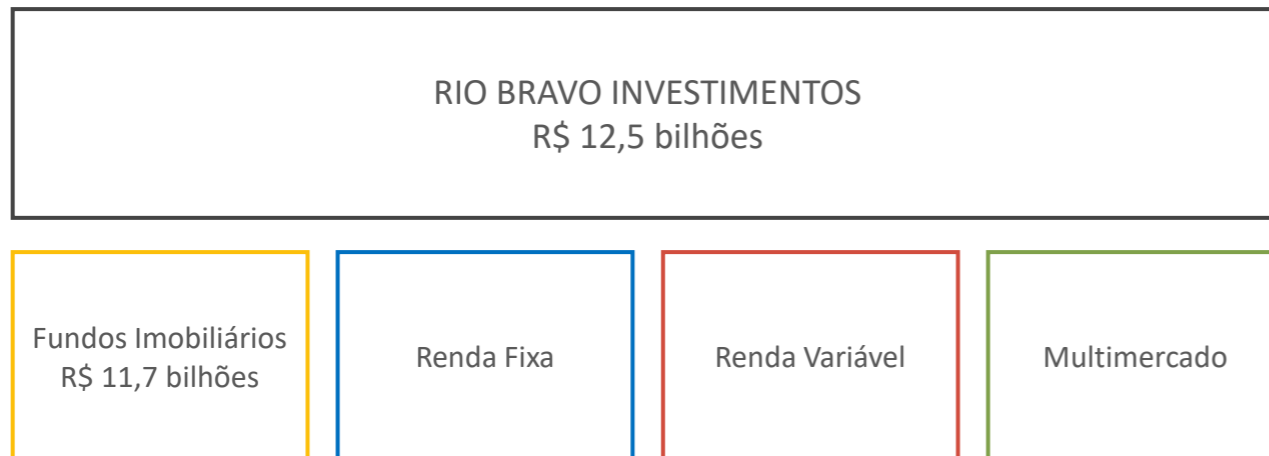 RIO BRAVO INVESTIMENTOS
R$ 12,5 bilhões
Fundos Imobiliários
R$ 11,7 bilhões
Renda Fixa
Renda Variável
Multimercado